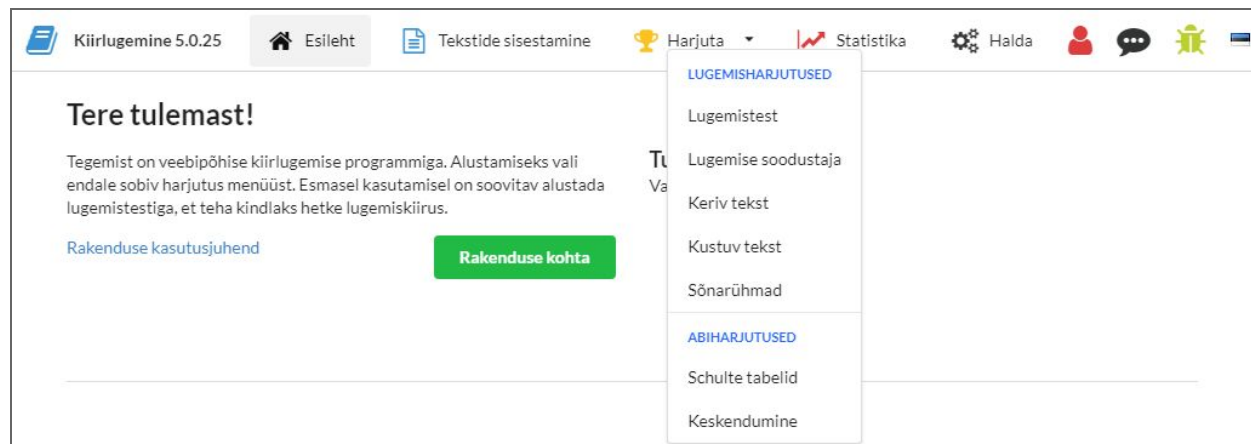 Kiirlugemine 5.0.25 Esileht Tekstide sisestamine Harjuta Statistika Halda
Tere tulemast!
Tegemist on veebipõhise kiirlugemise programmiga. Alustamiseks vali
endale sobiv harjutus menüüst. Esmasel kasutamisel on soovitav alustada
lugemistestiga, et teha kindlaks hetke lugemiskiirus.
Rakenduse kasutusjuhend
Rakenduse kohta
LUGEMISHARJUTUSED
Lugemistest
Lugemise soodustaja
Keriv tekst
Kustuv tekst
Sõnarühmad
ABIHARJUTUSED
Schulte tabelid
Keskendumine